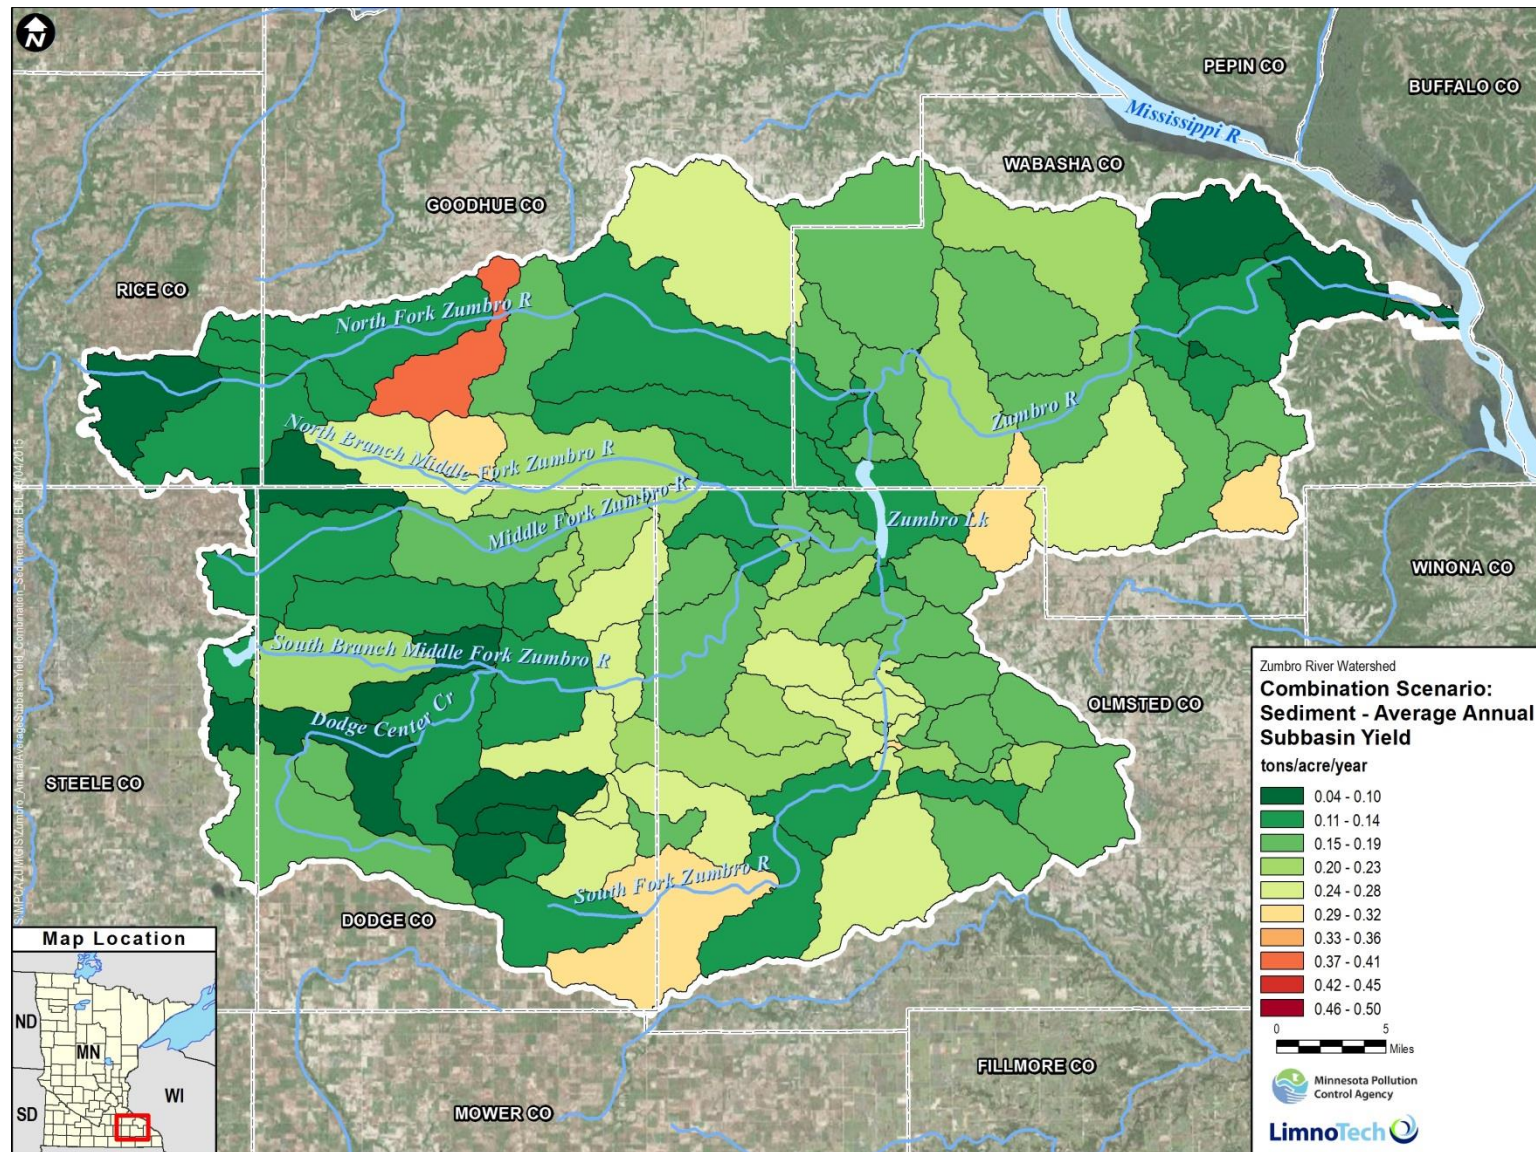 N
PEPIN CO
BUFFALO CO
Mississippi R
WABASHA CO
GOODHUE CO
RICE CO
North Fork Zumbro R
Zumbro R
North Branch Middle Fork Zumbro R
Middle Fork Zumbro R
Zumbro Lk
WINONA CO
South Branch Middle Fork Zumbro R
Dodge Center Cr
OLMSTED CO
STEELE CO
South Fork Zumbro R
DODGE CO
FILLMORE CO
MOWER CO
Map Location
ND
MN
WI
SD
Zumbro River Watershed
Combination Scenario:
Sediment - Average Annual
Subbasin Yield
tons/acre/year
0.04 - 0.10
0.11 - 0.14
0.15 - 0.19
0.20 - 0.23
0.24 - 0.28
0.29 - 0.32
0.33 - 0.36
0.37 - 0.41
0.42 - 0.45
0.46 - 0.50
0 5
Miles
Minnesota Pollution
Control Agency
LimnoTech